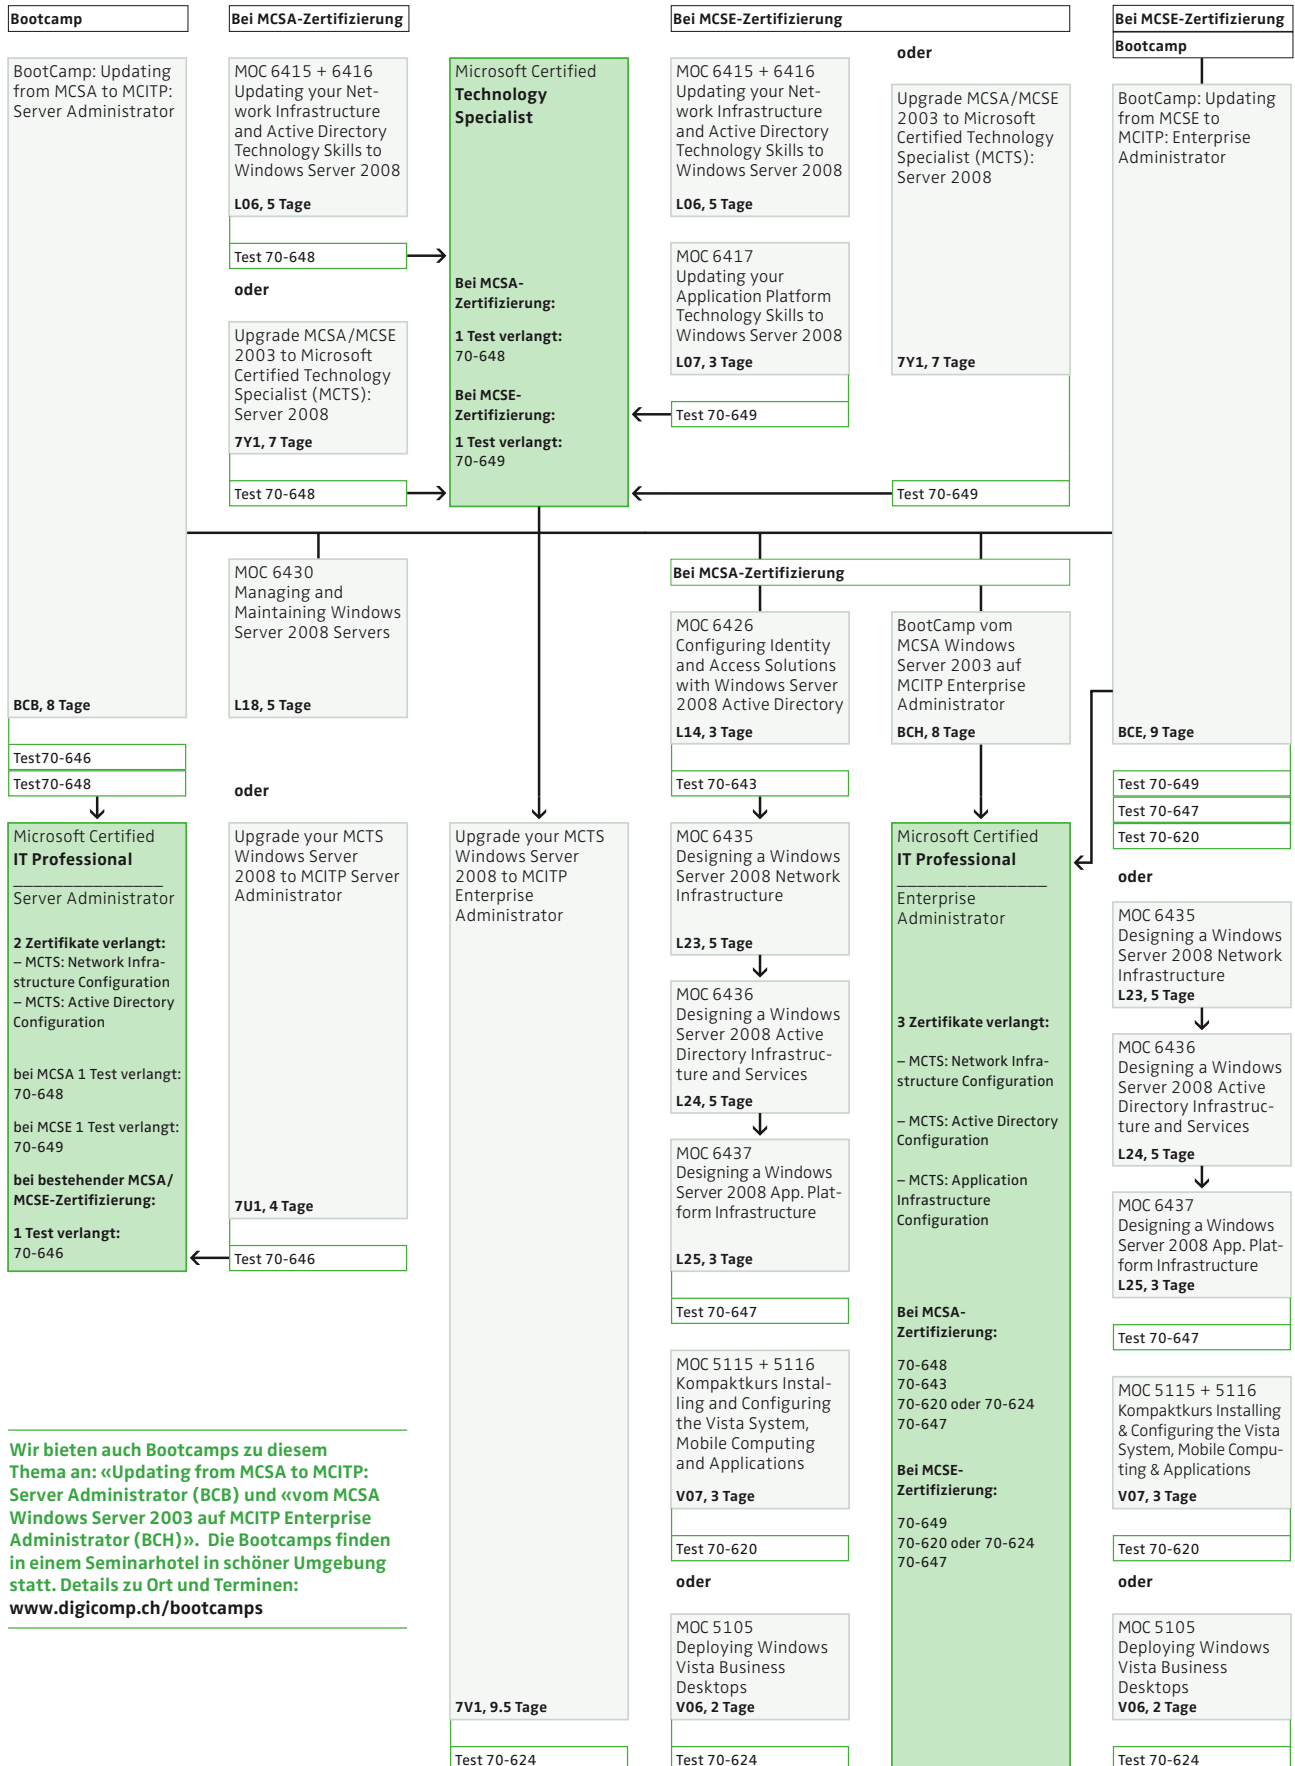 Bootcamp
BootCamp: Updating
from MCSA to MCITP:
Server Administrator
BCB, 8 Tage
Test70-646
Test70-648
Microsoft Certified
IT Professional
_______________
Server Administrator
2 Zertifikate verlangt:
– MCTS: Network Infra-
structure Configuration
– MCTS: Active Directory
Configuration
bei MCSA 1 Test verlangt:
70-648
bei MCSE 1 Test verlangt:
70-649
bei bestehender MCSA/
MCSE-Zertifizierung:
1 Test verlangt:
70-646
Bei MCSA-Zertifizierung
MOC 6415 + 6416
Updating your Net-
work Infrastructure
and Active Directory
Technology Skills to
Windows Server 2008
L06, 5 Tage
Test 70-648
oder
Upgrade MCSA/MCSE
2003 to Microsoft
Certified Technology
Specialist (MCTS):
Server 2008
7Y1, 7 Tage
Test 70-648
MOC 6430
Managing and
Maintaining Windows
Server 2008 Servers
L18, 5 Tage
oder
Upgrade your MCTS
Windows Server
2008 to MCITP Server
Administrator
7U1, 4 Tage
Test 70-646
Wir bieten auch Bootcamps zu diesem
Thema an: «Updating from MCSA to MCITP:
Server Administrator (BCB) und «vom MCSA
Windows Server 2003 auf MCITP Enterprise
Administrator (BCH)». Die Bootcamps finden
in einem Seminarhotel in schöner Umgebung
statt. Details zu Ort und Terminen:
www.digicomp.ch/bootcamps
Microsoft Certified
Technology
Specialist
Bei MCSA-
Zertifizierung:
1 Test verlangt:
70-648
Bei MCSE-
Zertifizierung:
1 Test verlangt:
70-649
Upgrade your MCTS
Windows Server
2008 to MCITP
Enterprise
Administrator
7V1, 9.5 Tage
Test 70-624
Bei MCSE-Zertifizierung
MOC 6415 + 6416
Updating your Net-
work Infrastructure
and Active Directory
Technology Skills to
Windows Server 2008
L06, 5 Tage
MOC 6417
Updating your
Application Platform
Technology Skills to
Windows Server 2008
L07, 3 Tage
Test 70-649
oder
Upgrade MCSA/MCSE
2003 to Microsoft
Certified Technology
Specialist (MCTS):
Server 2008
7Y1, 7 Tage
Test 70-649
Bei MCSA-Zertifizierung
MOC 6426
Configuring Identity
and Access Solutions
with Windows Server
2008 Active Directory
L14, 3 Tage
Test 70-643
MOC 6435
Designing a Windows
Server 2008 Network
Infrastructure
L23, 5 Tage
MOC 6436
Designing a Windows
Server 2008 Active
Directory Infrastruc-
ture and Services
L24, 5 Tage
MOC 6437
Designing a Windows
Server 2008 App. Plat-
form Infrastructure
L25, 3 Tage
Test 70-647
MOC 5115 + 5116
Kompaktkurs Instal-
ling and Configuring
the Vista System,
Mobile Computing
and Applications
V07, 3 Tage
Test 70-620
oder
MOC 5105
Deploying Windows
Vista Business
Desktops
V06, 2 Tage
Test 70-624
BootCamp vom
MCSA Windows
Server 2003 auf
MCITP Enterprise
Administrator
BCH, 8 Tage
Microsoft Certified
IT Professional
_______________
Enterprise
Administrator
3 Zertifikate verlangt:
– MCTS: Network Infra-
structure Configuration
– MCTS: Active Directory
Configuration
– MCTS: Application
Infrastructure
Configuration
Bei MCSA-
Zertifizierung:
70-648
70-643
70-620 oder 70-624
70-647
Bei MCSE-
Zertifizierung:
70-649
70-620 oder 70-624
70-647
Bei MCSE-Zertifizierung
Bootcamp
BootCamp: Updating
from MCSE to
MCITP: Enterprise
Administrator
BCE, 9 Tage
Test 70-649
Test 70-647
Test 70-620
oder
MOC 6435
Designing a Windows
Server 2008 Network
Infrastructure
L23, 5 Tage
MOC 6436
Designing a Windows
Server 2008 Active
Directory Infrastruc-
ture and Services
L24, 5 Tage
MOC 6437
Designing a Windows
Server 2008 App. Plat-
form Infrastructure
L25, 3 Tage
Test 70-647
MOC 5115 + 5116
Kompaktkurs Installing
& Configuring the Vista
System, Mobile Compu-
ting & Applications
V07, 3 Tage
Test 70-620
oder
MOC 5105
Deploying Windows
Vista Business
Desktops
V06, 2 Tage
Test 70-624